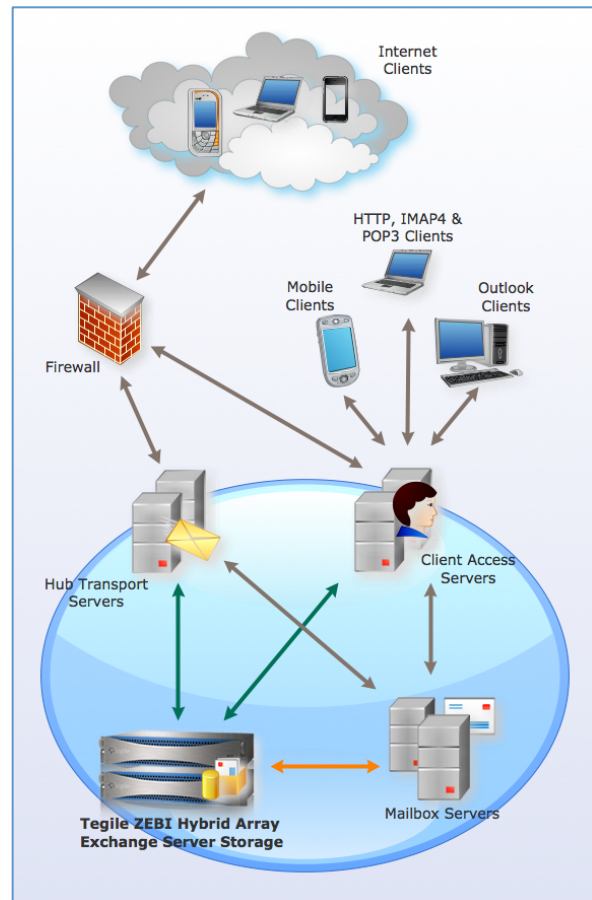 Internet
Clients
HTTP, IMAP4 &
POP3 Clients
Mobile
Clients
Outlook
Clients
Firewall
Hub Transport
Servers
Client Access
Servers
Mailbox Servers
Tegile ZEBI Hybrid Array
Exchange Server Storage